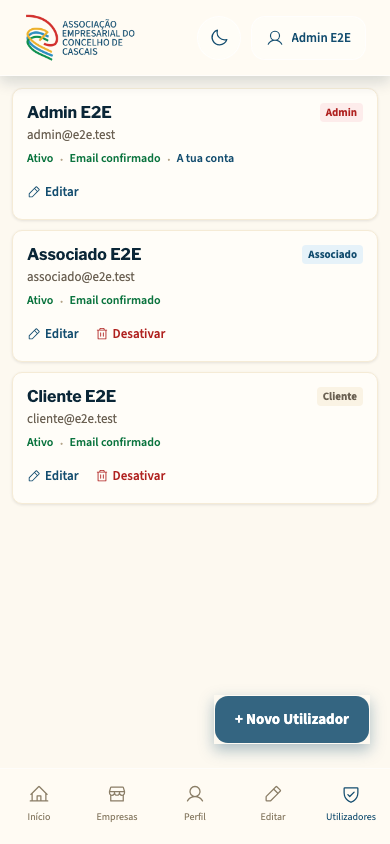 ASSOCIAÇÃO
EMPRESARIAL DO
CONCELHO DE
CASCAIS
Admin E2E
Admin E2E
Admin
admin@e2e.test
Ativo · Email confirmado · A tua conta
Editar
Associado E2E
Associado
associado@e2e.test
Ativo · Email confirmado
Editar Desativar
Cliente E2E
Cliente
cliente@e2e.test
Ativo · Email confirmado
Editar Desativar
+ Novo Utilizador
Início Empresas Perfil Editar Utilizadores